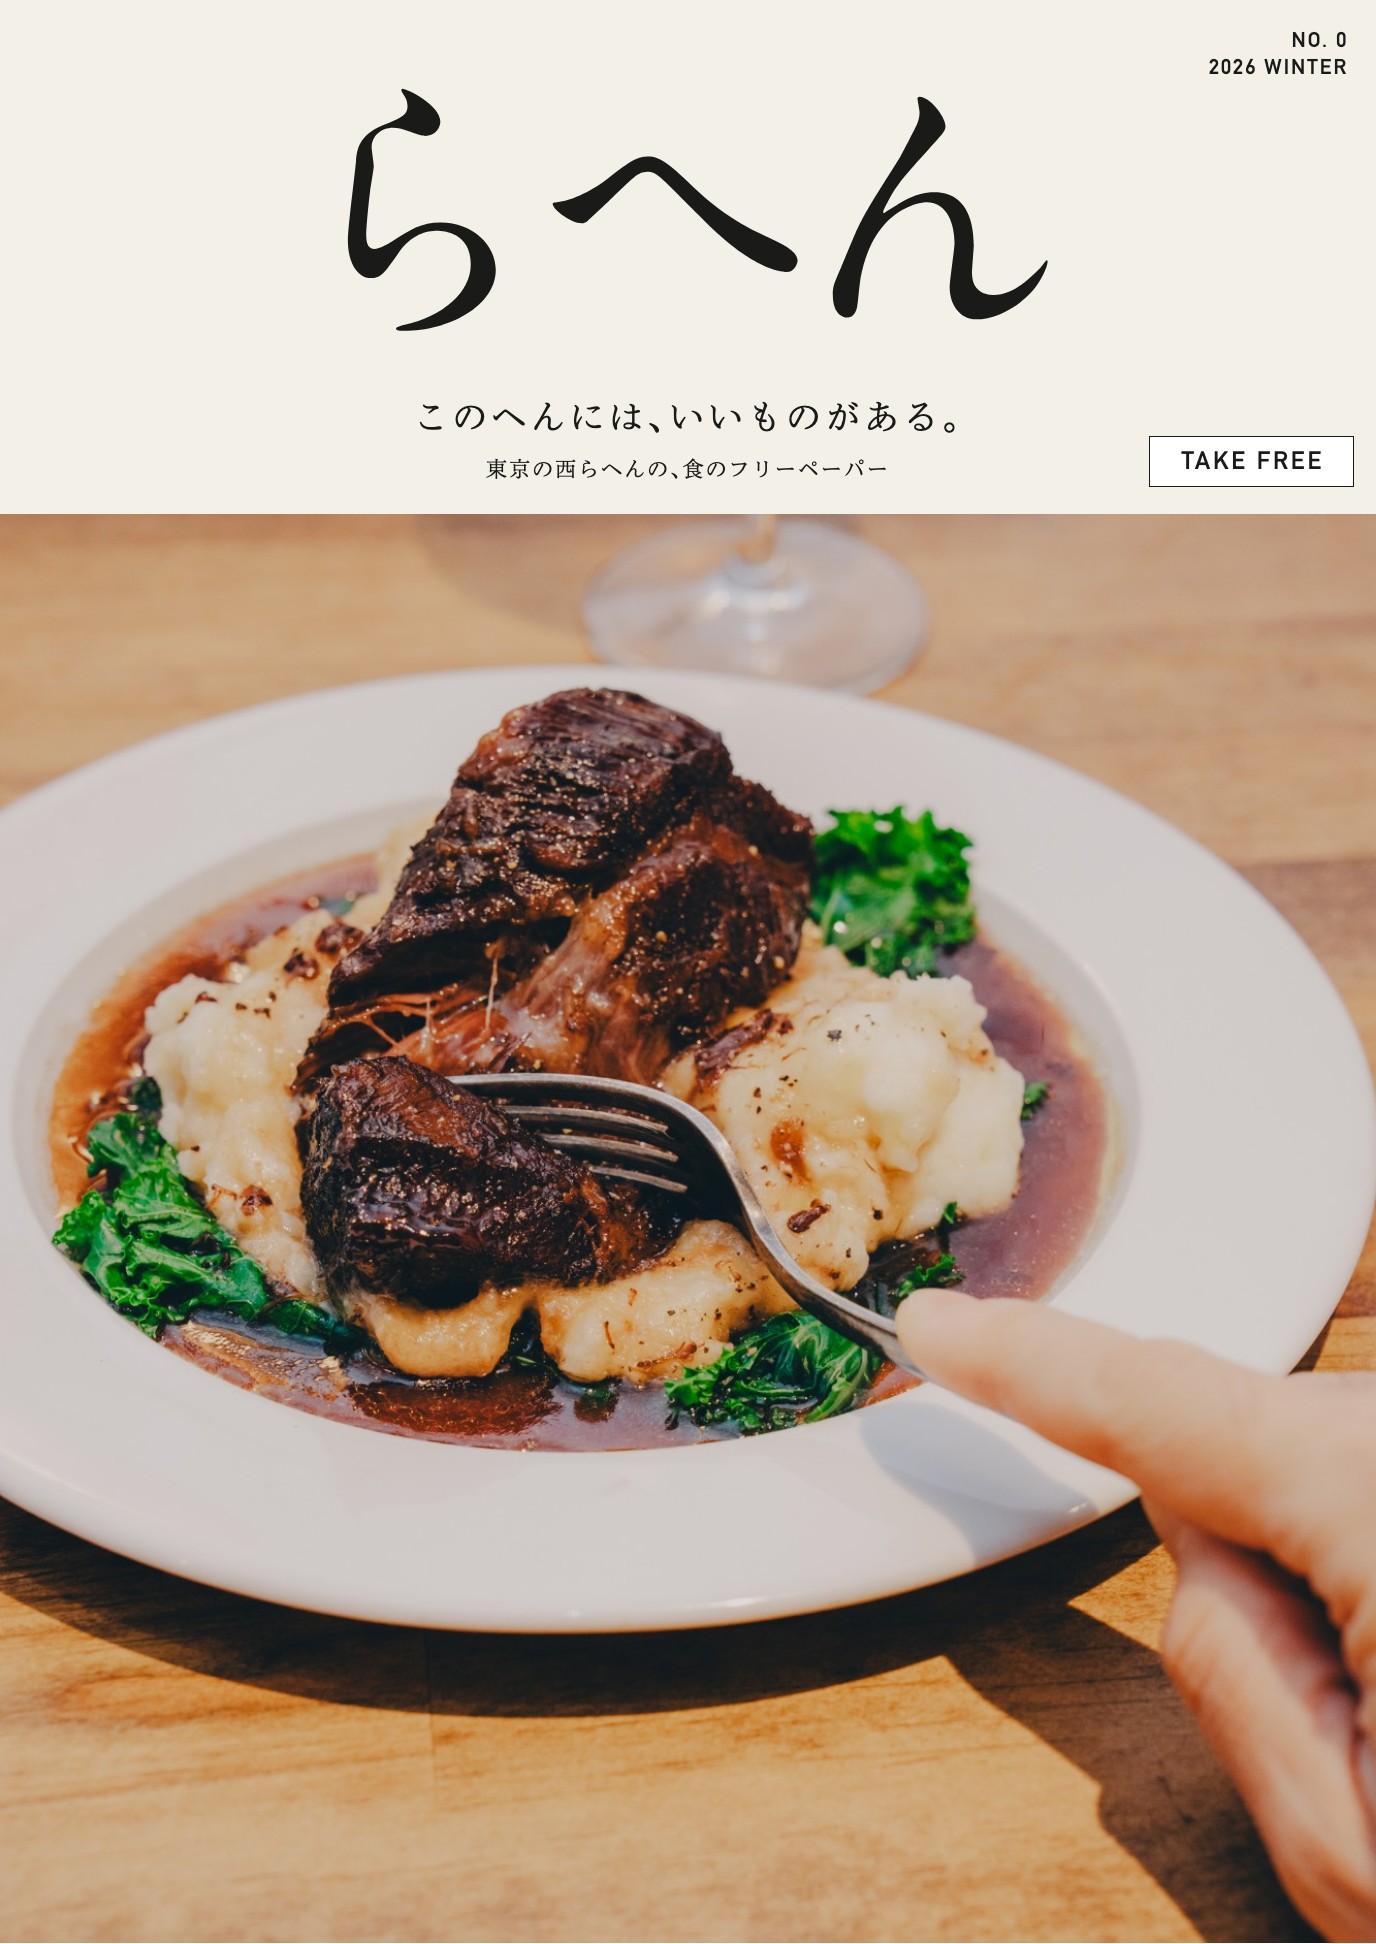 NO. 0
2026 WINTER
らへん
このへんには、いいものがある。
東京の西らへんの、食のフリーペーパー
TAKE FREE